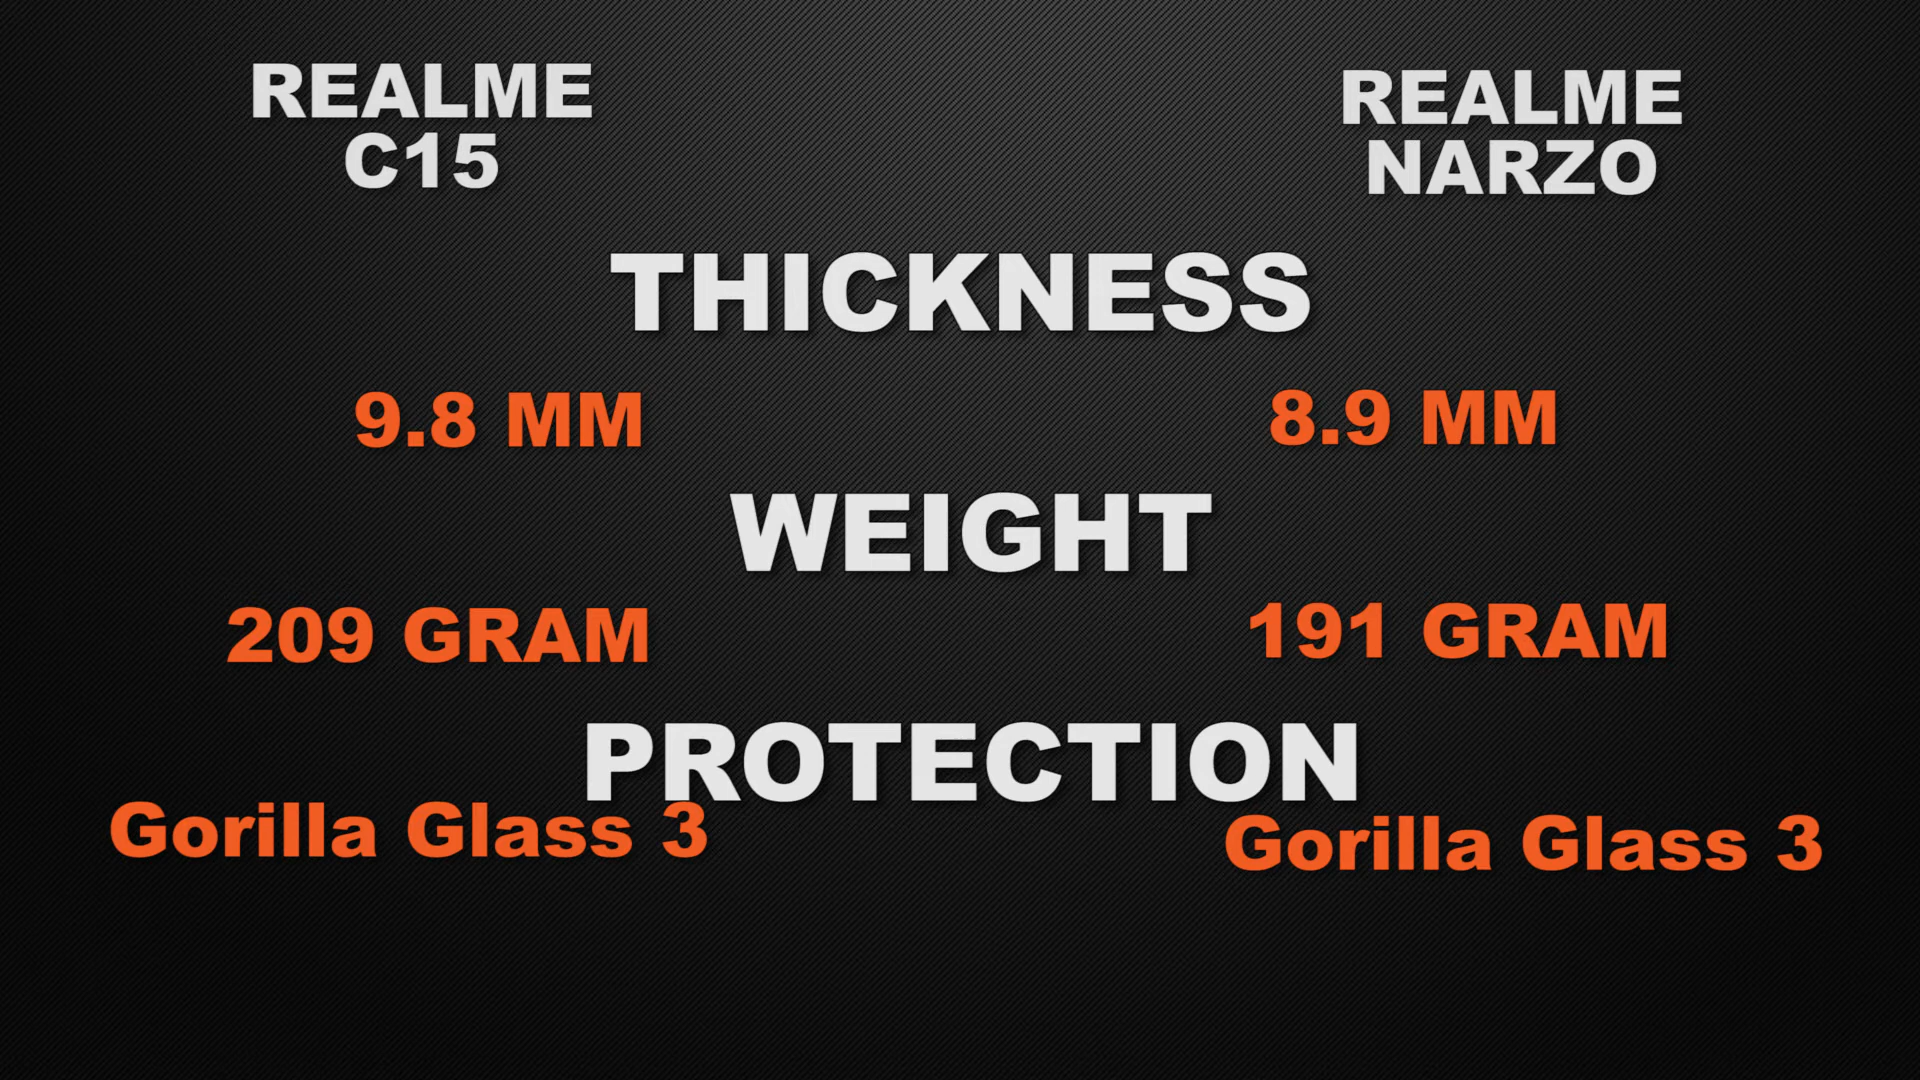 REALME
C15
REALME
NARZO
THICKNESS
9.8 MM
8.9 MM
WEIGHT
209 GRAM
191 GRAM
PROTECTION
Gorilla Glass 3
Gorilla Glass 3